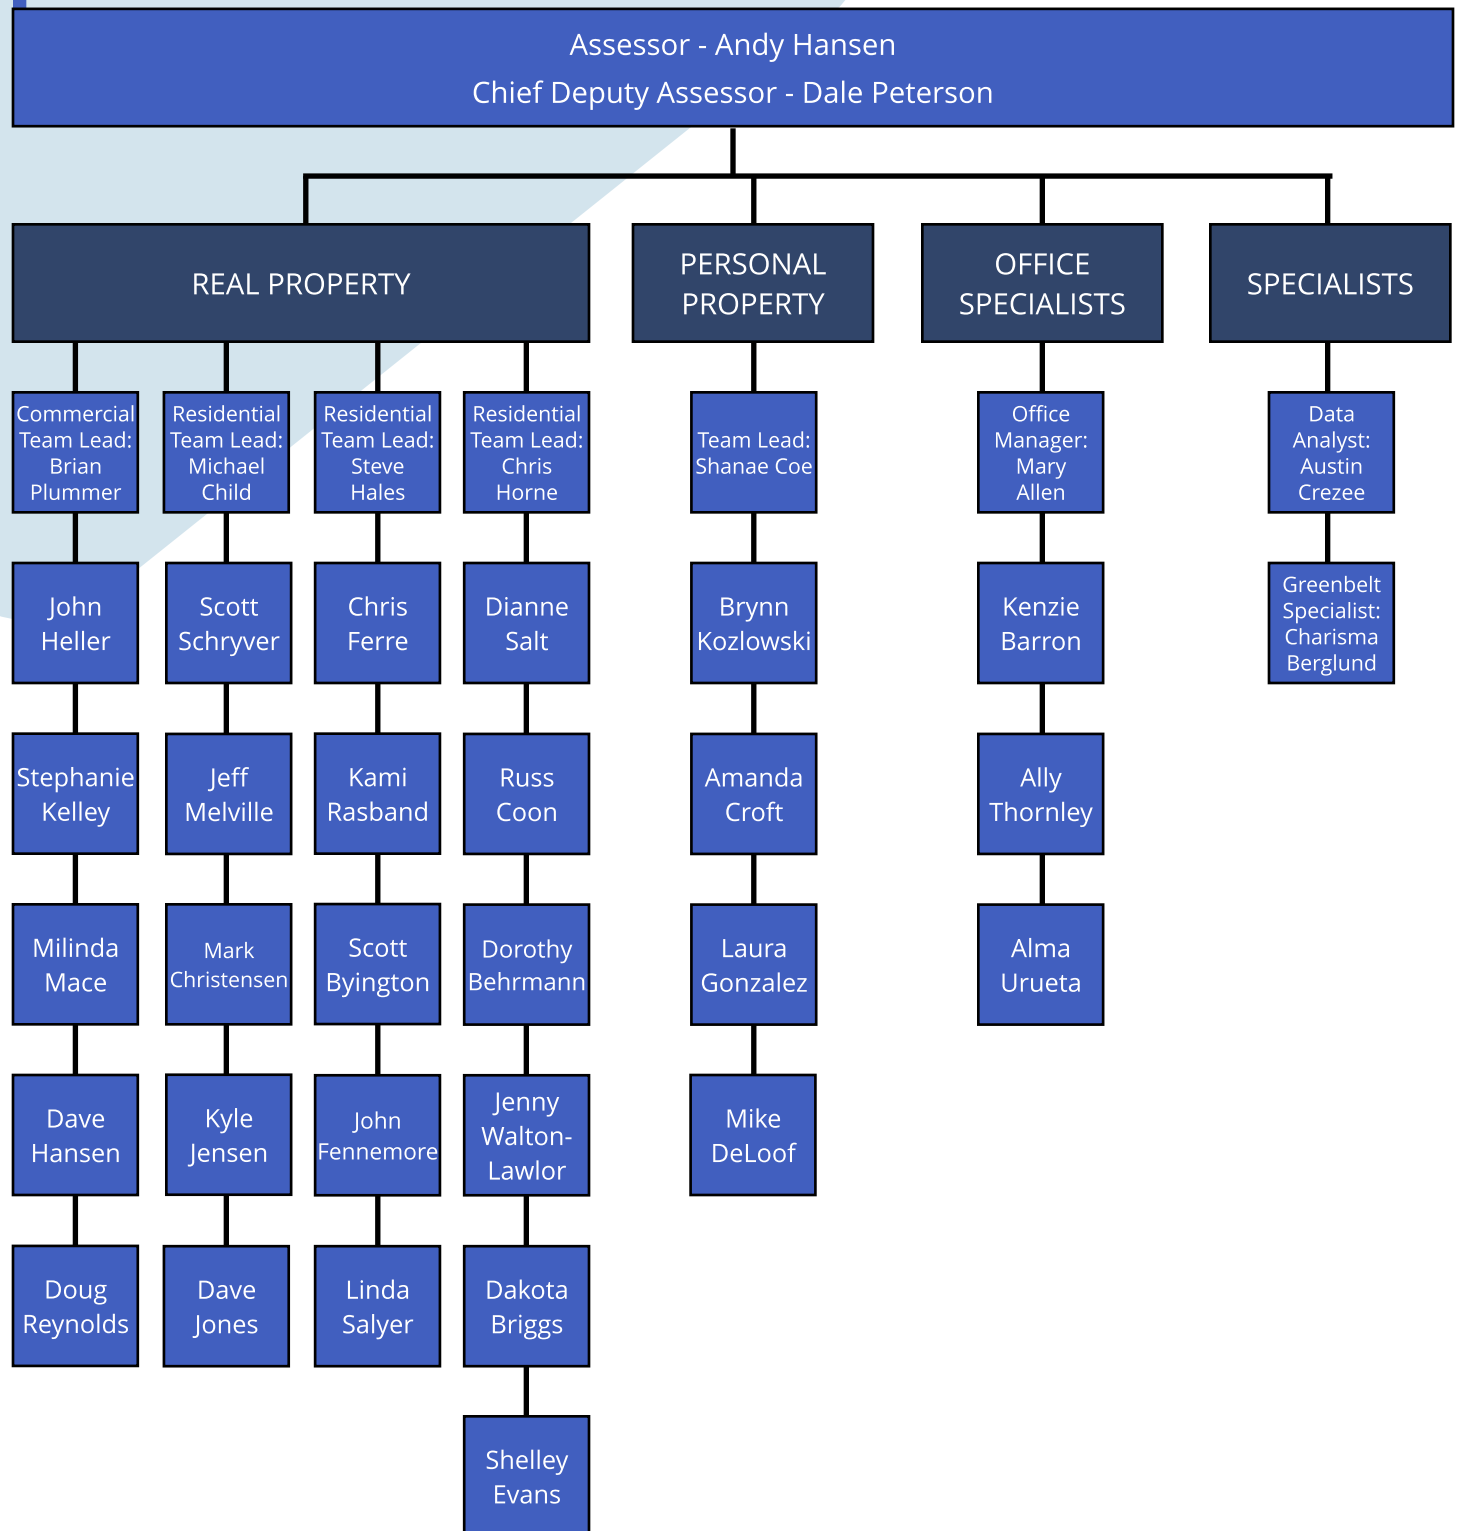 Assessor - Andy Hansen
Chief Deputy Assessor - Dale Peterson
REAL PROPERTY
Commercial
Team Lead:
Brian
Plummer
John
Heller
Stephanie
Kelley
Milinda
Mace
Dave
Hansen
Doug
Reynolds
Residential
Team Lead:
Michael
Child
Scott
Schryver
Jeff
Melville
Mark
Christensen
Kyle
Jensen
Dave
Jones
Residential
Team Lead:
Steve
Hales
Chris
Ferre
Kami
Rasband
Scott
Byington
John
Fennemore
Linda
Salyer
Residential
Team Lead:
Chris
Horne
Dianne
Salt
Russ
Coon
Dorothy
Behrmann
Jenny
Walton-
Lawlor
Dakota
Briggs
Shelley
Evans
PERSONAL
PROPERTY
Team Lead:
Shanae Coe
Brynn
Kozlowski
Amanda
Croft
Laura
Gonzalez
Mike
DeLoof
OFFICE
SPECIALISTS
Office
Manager:
Mary
Allen
Kenzie
Barron
Ally
Thornley
Alma
Urueta
SPECIALISTS
Data
Analyst:
Austin
Crezee
Greenbelt
Specialist:
Charisma
Berglund